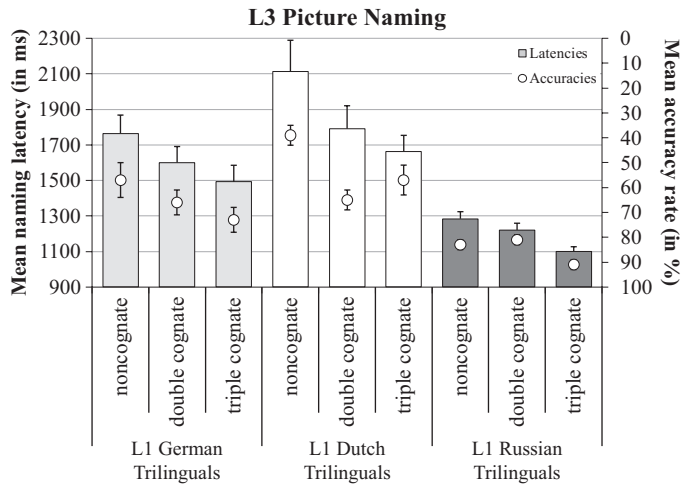 L3 Picture Naming
Mean naming latency (in ms)
2300
2100
1900
1700
1500
1300
1100
900
Latencies
Accuracies
0
10
20
30
40
50
60
70
80
90
100
Mean accuracy rate (in %)
noncognate
double cognate
triple cognate
noncognate
double cognate
triple cognate
noncognate
double cognate
triple cognate
L1 German
Trilinguals
L1 Dutch
Trilinguals
L1 Russian
Trilinguals